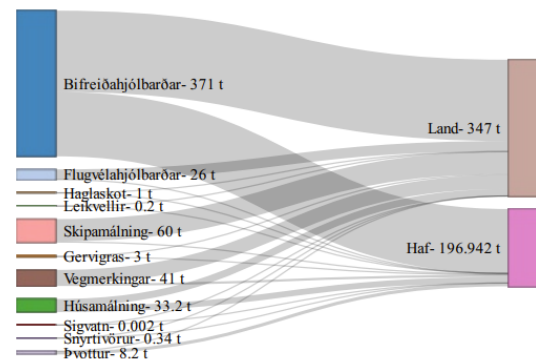 Bifreiðahjólbarðar- 371 t
Flugvélahjólbarðar- 26 t
Haglaskot- 1 t
Leikvellir- 0.2 t
Skipamálning- 60 t
Gervigras- 3 t
Vegmerkingar- 41 t
Húsamálning- 33.2 t
Sigvatn- 0.002 t
Snyrtivörur- 0.34 t
Þvottur- 8.2 t
Land- 347 t
Haf- 196.942 t